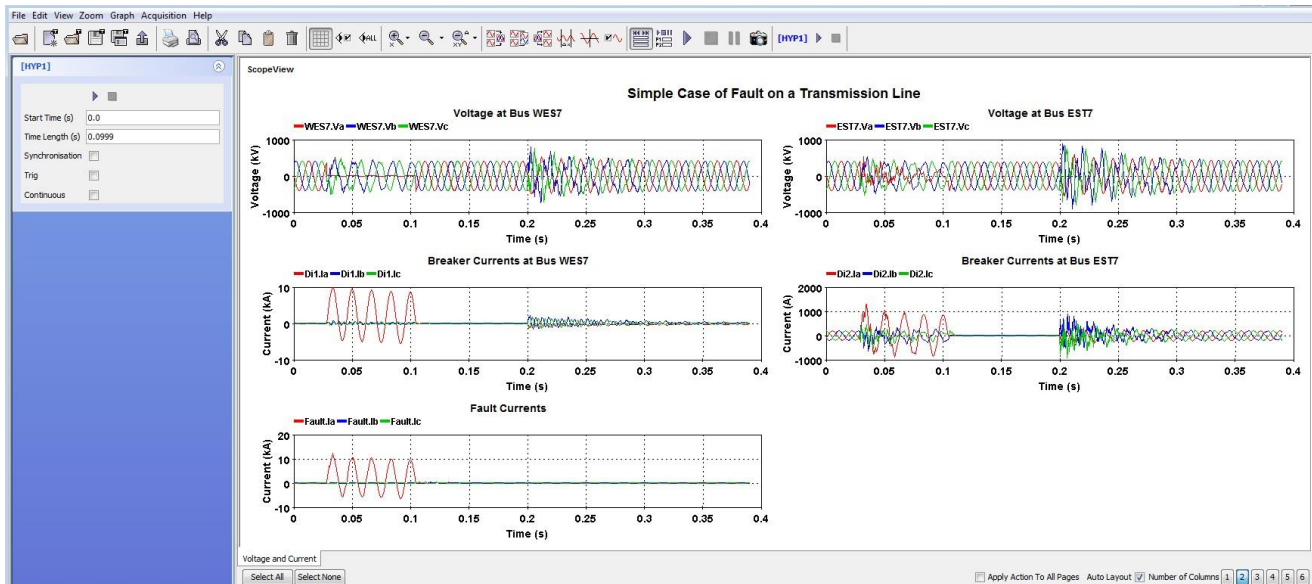 File Edit View Zoom Graph Acquisition Help
ALL
[HYP1]
[HYP1]
Start Time (s) 0.0
Time Length (s) 0.0999
Synchronisation
Trig
Continuous
ScopeView
Simple Case of Fault on a Transmission Line
Voltage at Bus WES7
WES7.Va WES7.Vb WES7.Vc
Voltage (kV)
1000
0
-1000
0 0.05 0.1 0.15 0.2 0.25 0.3 0.35 0.4
Time (s)
Voltage at Bus EST7
EST7.Va EST7.Vb EST7.Vc
Voltage (kV)
1000
0
-1000
0 0.05 0.1 0.15 0.2 0.25 0.3 0.35 0.4
Time (s)
Breaker Currents at Bus WES7
Di1.Ia Di1.Ib Di1.Ic
Current (kA)
10
0
-10
0 0.05 0.1 0.15 0.2 0.25 0.3 0.35 0.4
Time (s)
Breaker Currents at Bus EST7
Di2.Ia Di2.Ib Di2.Ic
Current (A)
2000
1000
0
-1000
0 0.05 0.1 0.15 0.2 0.25 0.3 0.35 0.4
Time (s)
Fault Currents
Fault.Ia Fault.Ib Fault.Ic
Current (kA)
20
10
0
-10
0 0.05 0.1 0.15 0.2 0.25 0.3 0.35 0.4
Time (s)
Voltage and Current
Select All Select None
Apply Action To All Pages Auto Layout Number of Columns 1 2 3 4 5 6